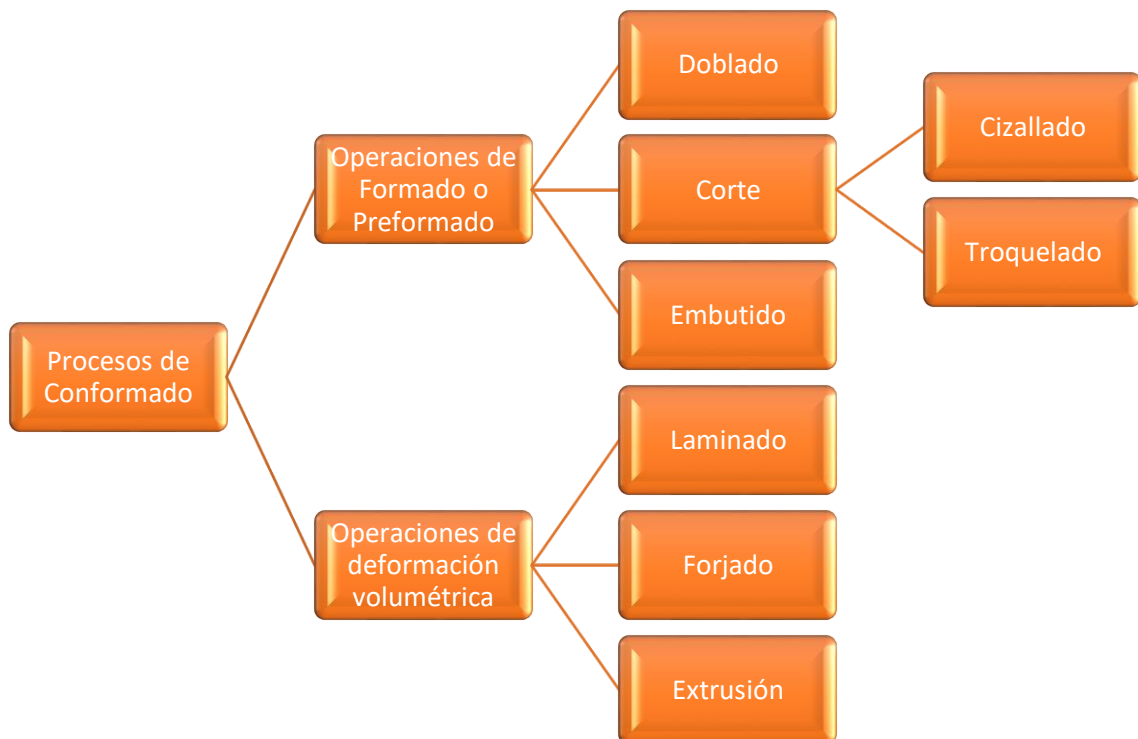 Procesos de
Conformado
Operaciones de
Formado o
Preformado
Doblado
Corte
Cizallado
Troquelado
Embutido
Operaciones de
deformación
volumétrica
Laminado
Forjado
Extrusión